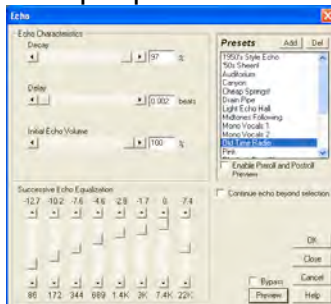 Echo
Echo Characteristics
Decay
97 %
Delay
0.002 beats
Initial Echo Volume
100 %
Presets Add Del
1950's Style Echo
'50s Sheen!
Auditorium
Canyon
Cheap Springs!
Drain Pipe
Light Echo Hall
Midtones Following
Mono Vocals 1
Mono Vocals 2
Old Time Radio
Pink
Enable Preroll and Postroll
Preview
Successive Echo Equalization
-12.7 -10.2 -7.6 -4.6 -2.8 -1.7 0 7.4
86 172 344 689 1.4K 3K 7.4K 22K
Continue echo beyond selection
OK
Close
Bypass Cancel
Preview Help